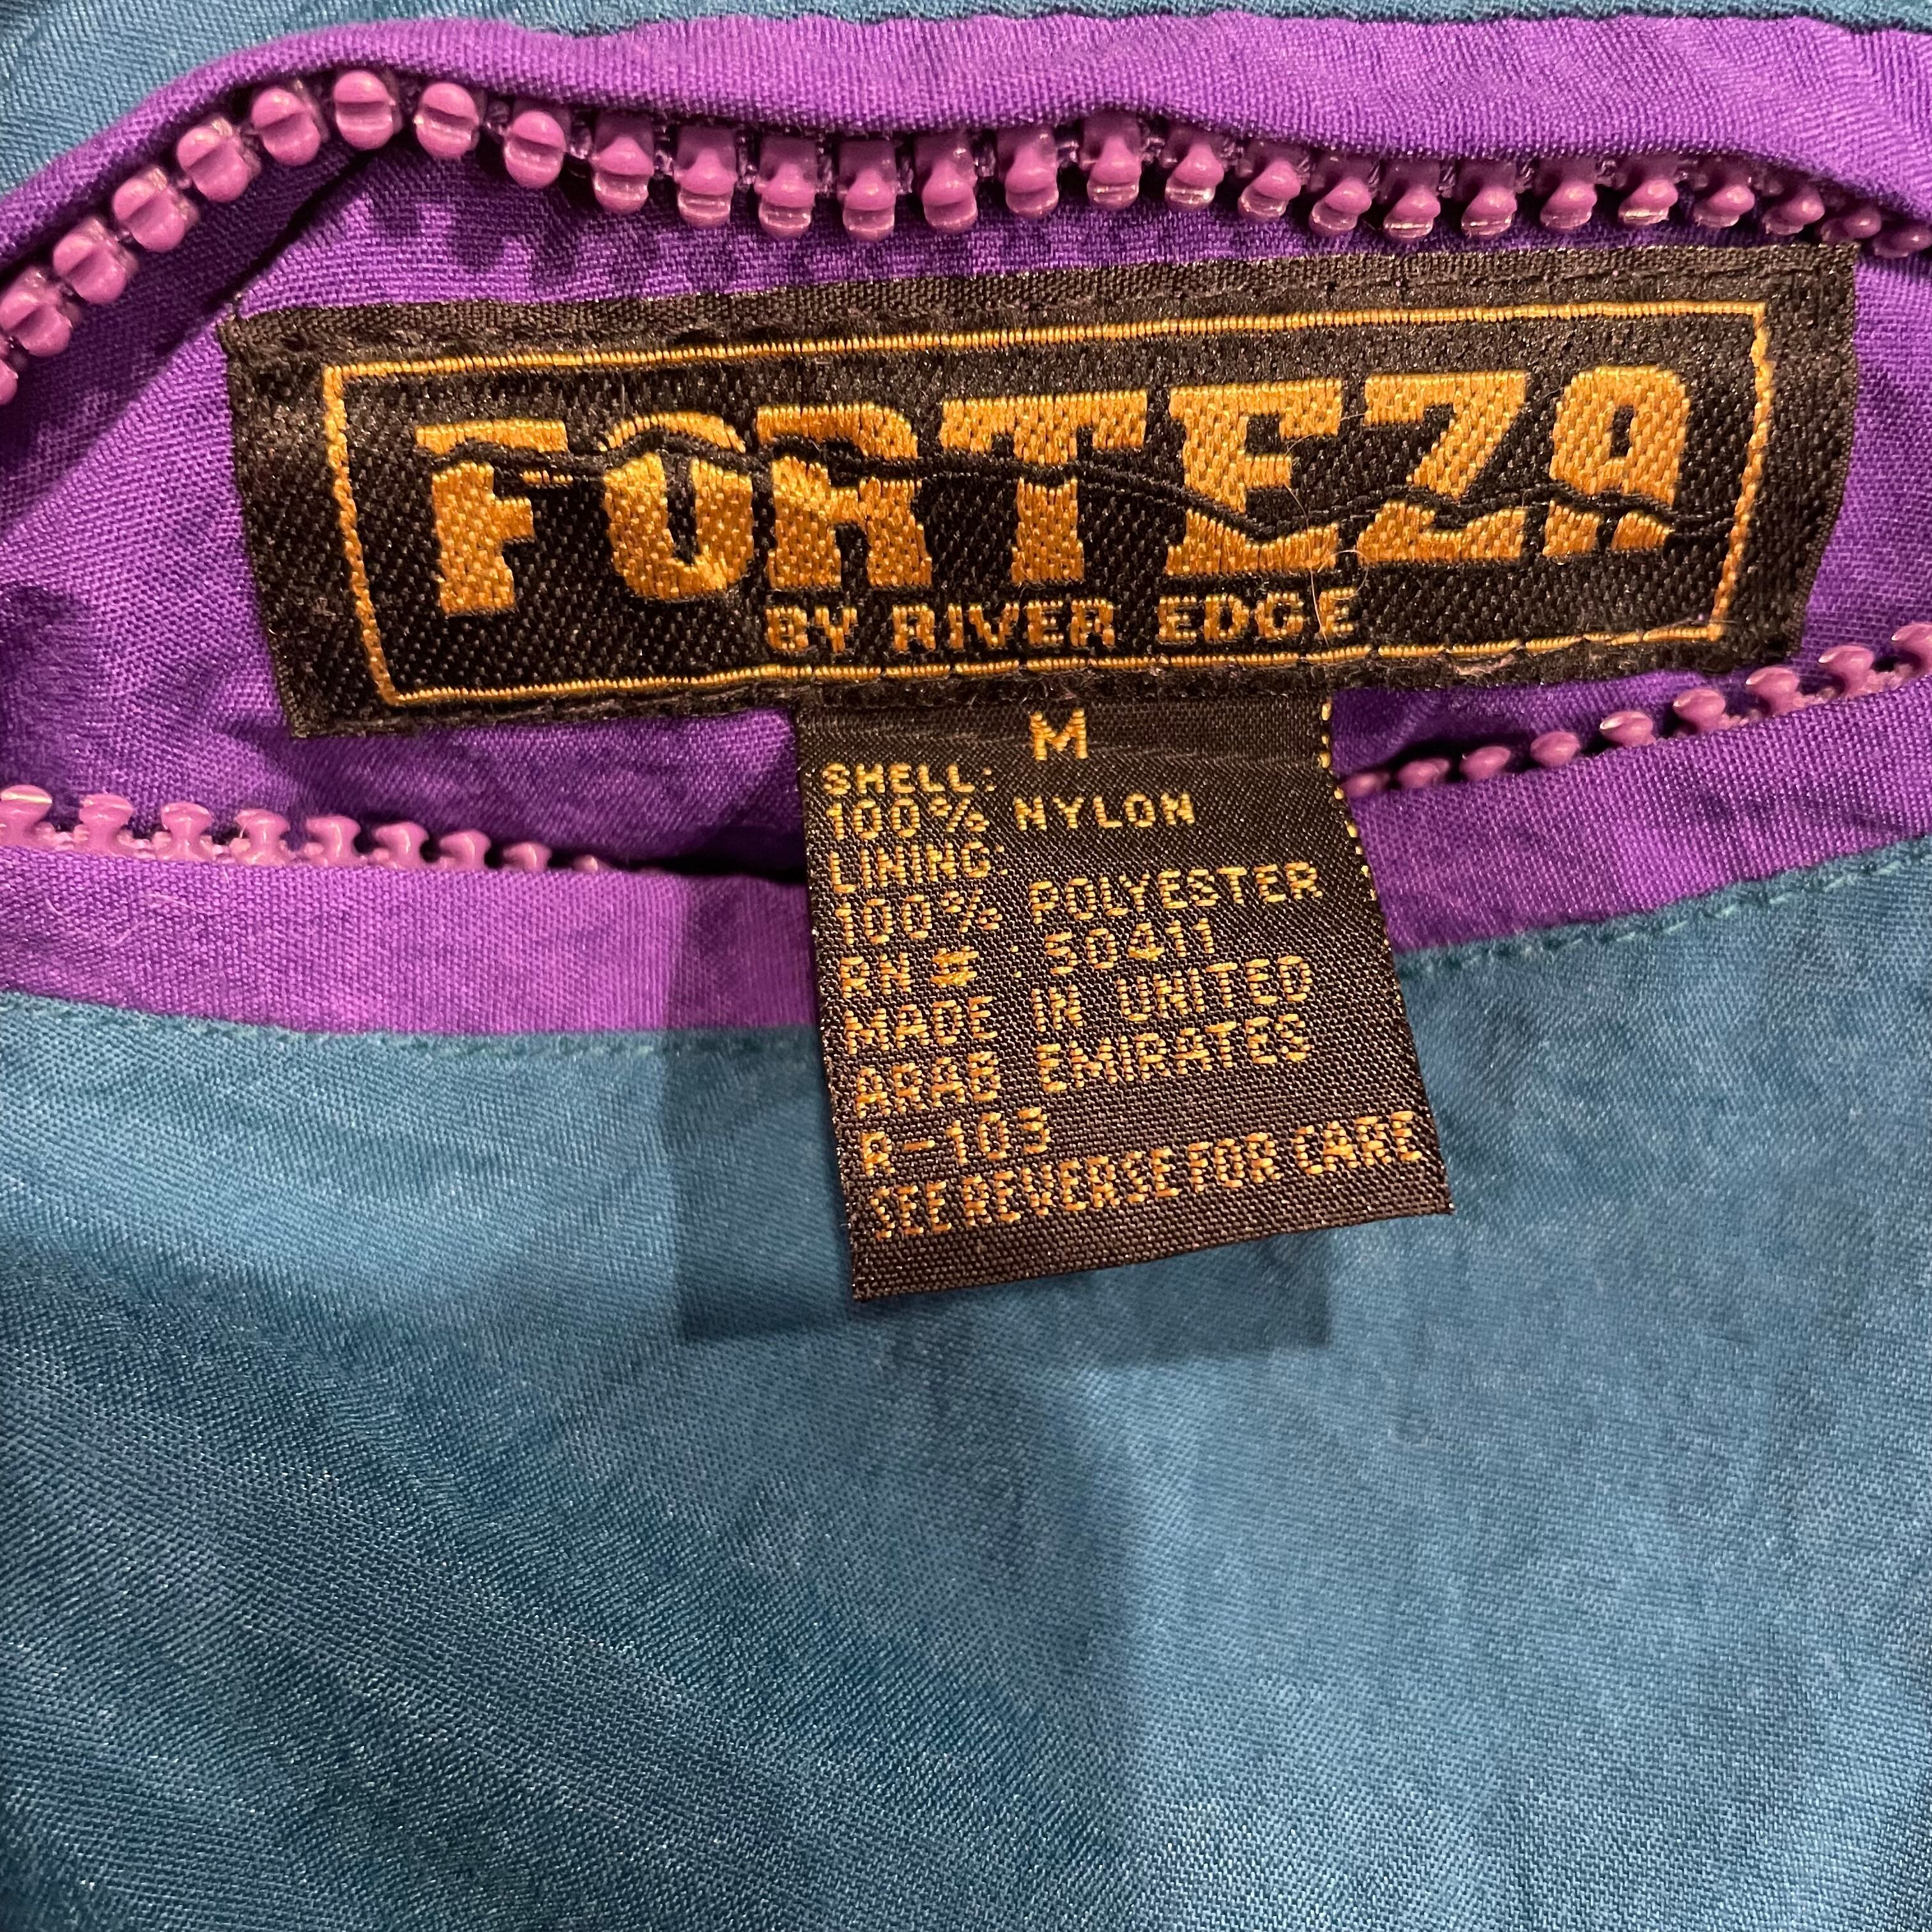 FORTEZA
BY RIVER EDGE
M
SHELL:
100% NYLON
LINING:
100% POLYESTER
RN # : 50411
MADE IN UNITED
ARAB EMIRATES
R-103
SEE REVERSE FOR CARE